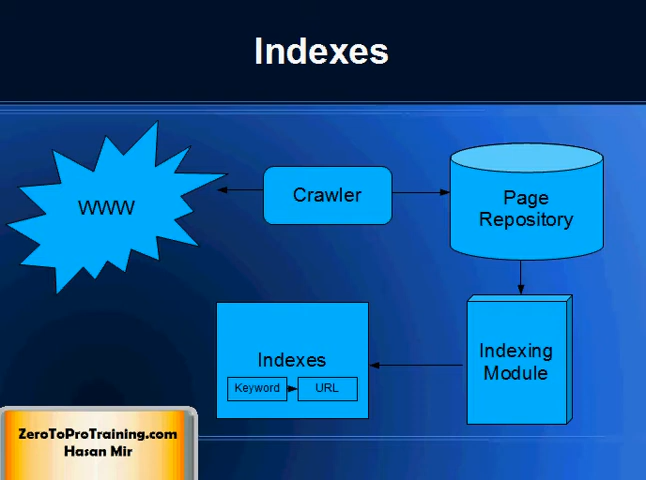 Indexes
WWW
Crawler
Page
Repository
Indexing
Module
Indexes
Keyword
URL
ZeroToProTraining.com
Hasan Mir